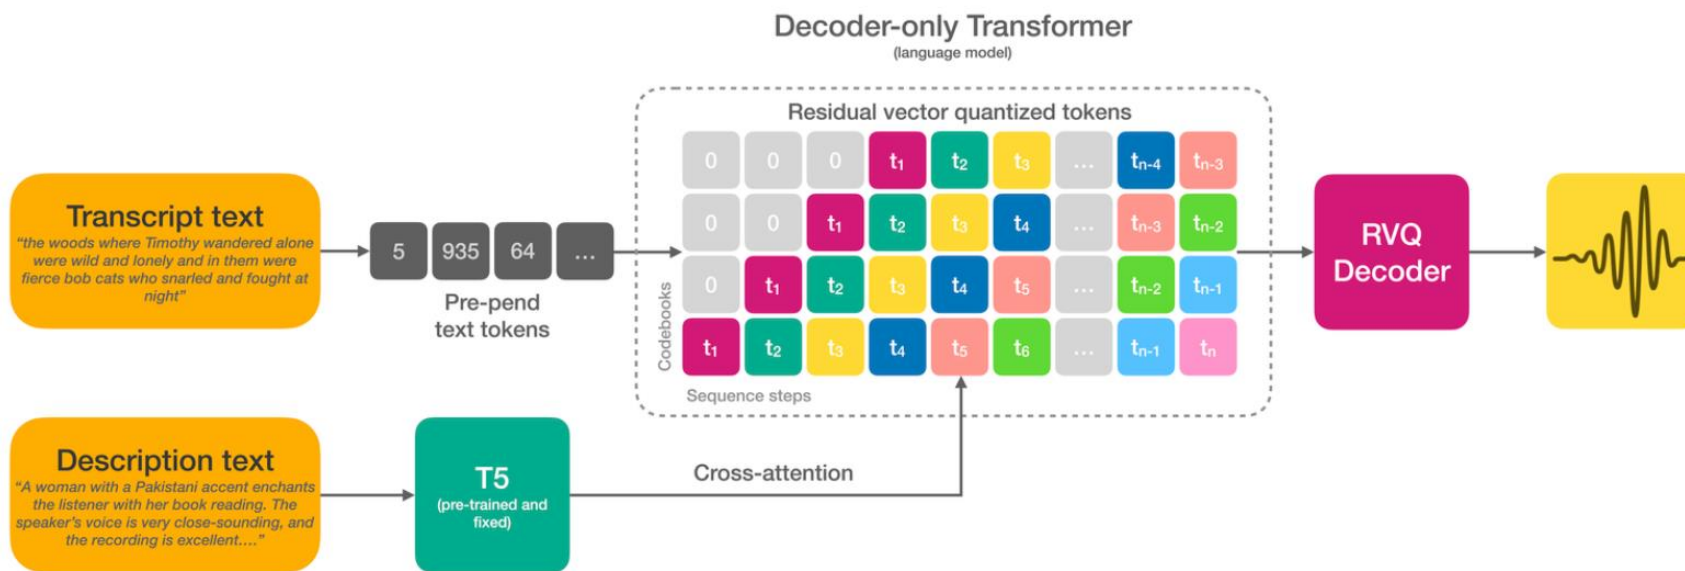 Decoder-only Transformer
(language model)
Residual vector quantized tokens
0 0 0 t₁ t₂ t₃ ... tₙ₋₄ tₙ₋₃
0 0 t₁ t₂ t₃ t₄ ... tₙ₋₃ tₙ₋₂
0 t₁ t₂ t₃ t₄ t₅ ... tₙ₋₂ tₙ₋₁
t₁ t₂ t₃ t₄ t₅ t₆ ... tₙ₋₁ tₙ
Codebooks
Sequence steps
Transcript text
“the woods where Timothy wandered alone
were wild and lonely and in them were
fierce bob cats who snarled and fought at
night”
5 935 64 ...
Pre-pend
text tokens
RVQ
Decoder
Description text
“A woman with a Pakistani accent enchants
the listener with her book reading. The
speaker’s voice is very close-sounding, and
the recording is excellent....”
T5
(pre-trained and
fixed)
Cross-attention